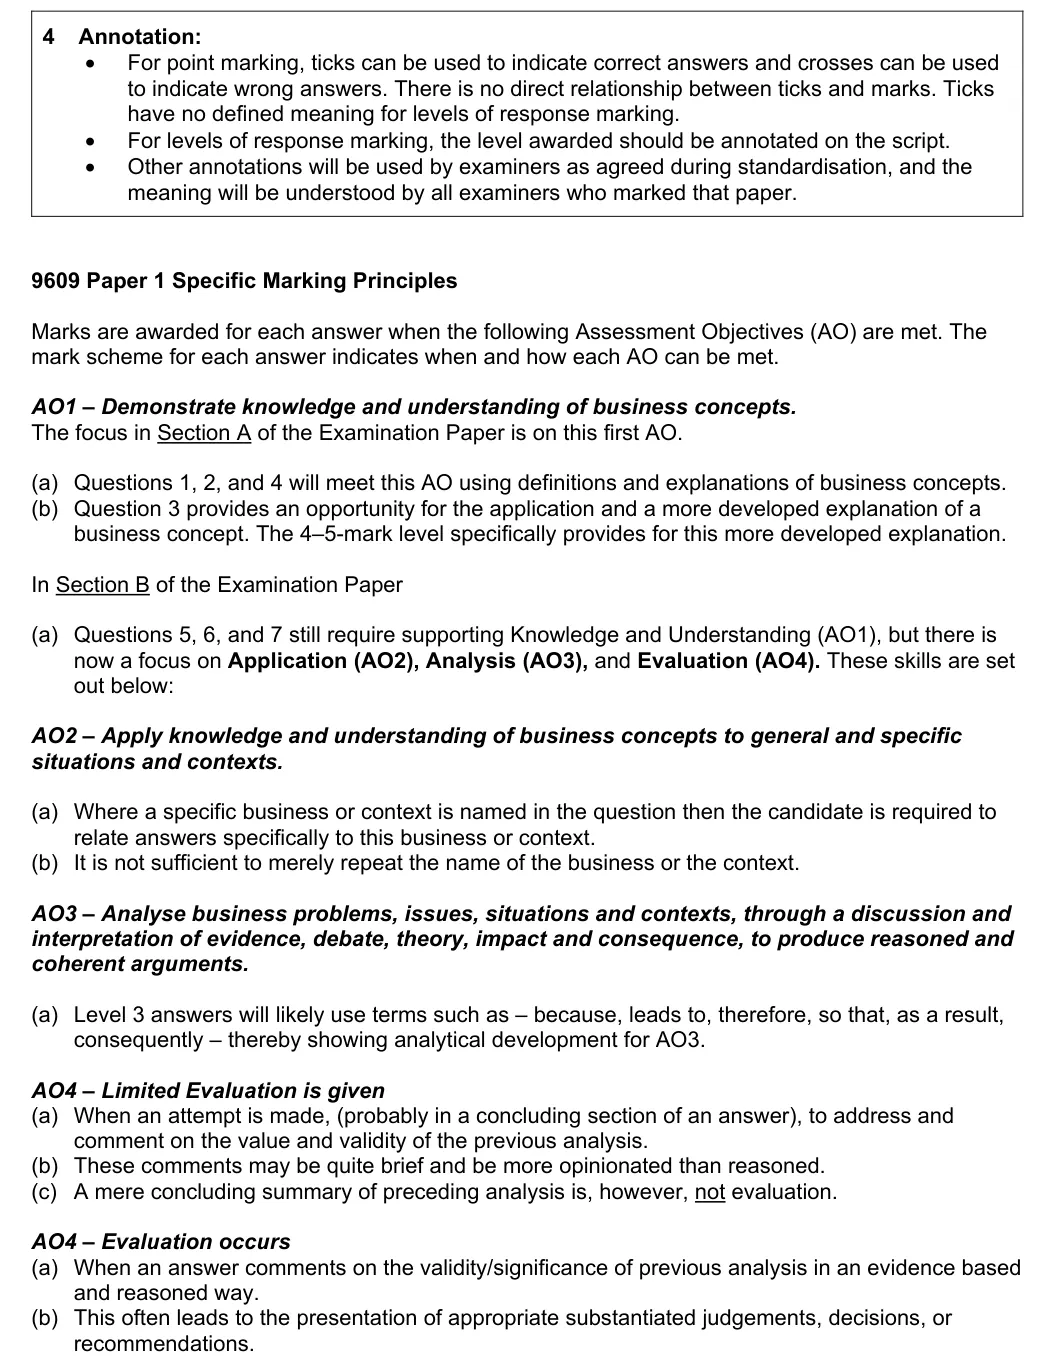 4 Annotation:
• For point marking, ticks can be used to indicate correct answers and crosses can be used
to indicate wrong answers. There is no direct relationship between ticks and marks. Ticks
have no defined meaning for levels of response marking.
• For levels of response marking, the level awarded should be annotated on the script.
• Other annotations will be used by examiners as agreed during standardisation, and the
meaning will be understood by all examiners who marked that paper.
9609 Paper 1 Specific Marking Principles
Marks are awarded for each answer when the following Assessment Objectives (AO) are met. The
mark scheme for each answer indicates when and how each AO can be met.
AO1 – Demonstrate knowledge and understanding of business concepts.
The focus in Section A of the Examination Paper is on this first AO.
(a) Questions 1, 2, and 4 will meet this AO using definitions and explanations of business concepts.
(b) Question 3 provides an opportunity for the application and a more developed explanation of a
business concept. The 4–5-mark level specifically provides for this more developed explanation.
In Section B of the Examination Paper
(a) Questions 5, 6, and 7 still require supporting Knowledge and Understanding (AO1), but there is
now a focus on Application (AO2), Analysis (AO3), and Evaluation (AO4). These skills are set
out below:
AO2 – Apply knowledge and understanding of business concepts to general and specific
situations and contexts.
(a) Where a specific business or context is named in the question then the candidate is required to
relate answers specifically to this business or context.
(b) It is not sufficient to merely repeat the name of the business or the context.
AO3 – Analyse business problems, issues, situations and contexts, through a discussion and
interpretation of evidence, debate, theory, impact and consequence, to produce reasoned and
coherent arguments.
(a) Level 3 answers will likely use terms such as – because, leads to, therefore, so that, as a result,
consequently – thereby showing analytical development for AO3.
AO4 – Limited Evaluation is given
(a) When an attempt is made, (probably in a concluding section of an answer), to address and
comment on the value and validity of the previous analysis.
(b) These comments may be quite brief and be more opinionated than reasoned.
(c) A mere concluding summary of preceding analysis is, however, not evaluation.
AO4 – Evaluation occurs
(a) When an answer comments on the validity/significance of previous analysis in an evidence based
and reasoned way.
(b) This often leads to the presentation of appropriate substantiated judgements, decisions, or
recommendations.